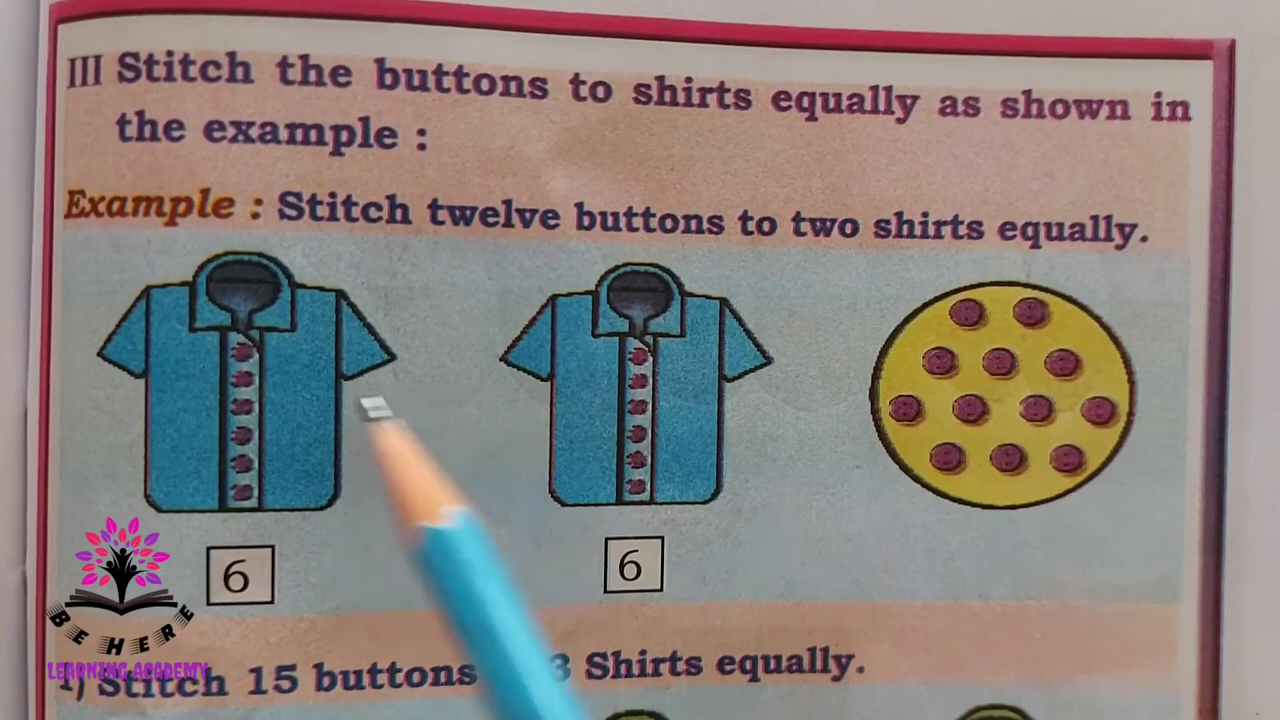 III Stitch the buttons to shirts equally as shown in
the example :
Example : Stitch twelve buttons to two shirts equally.
6
6
BE HERE
LEARNING ACADEMY
1) Stitch 15 buttons 3 Shirts equally.